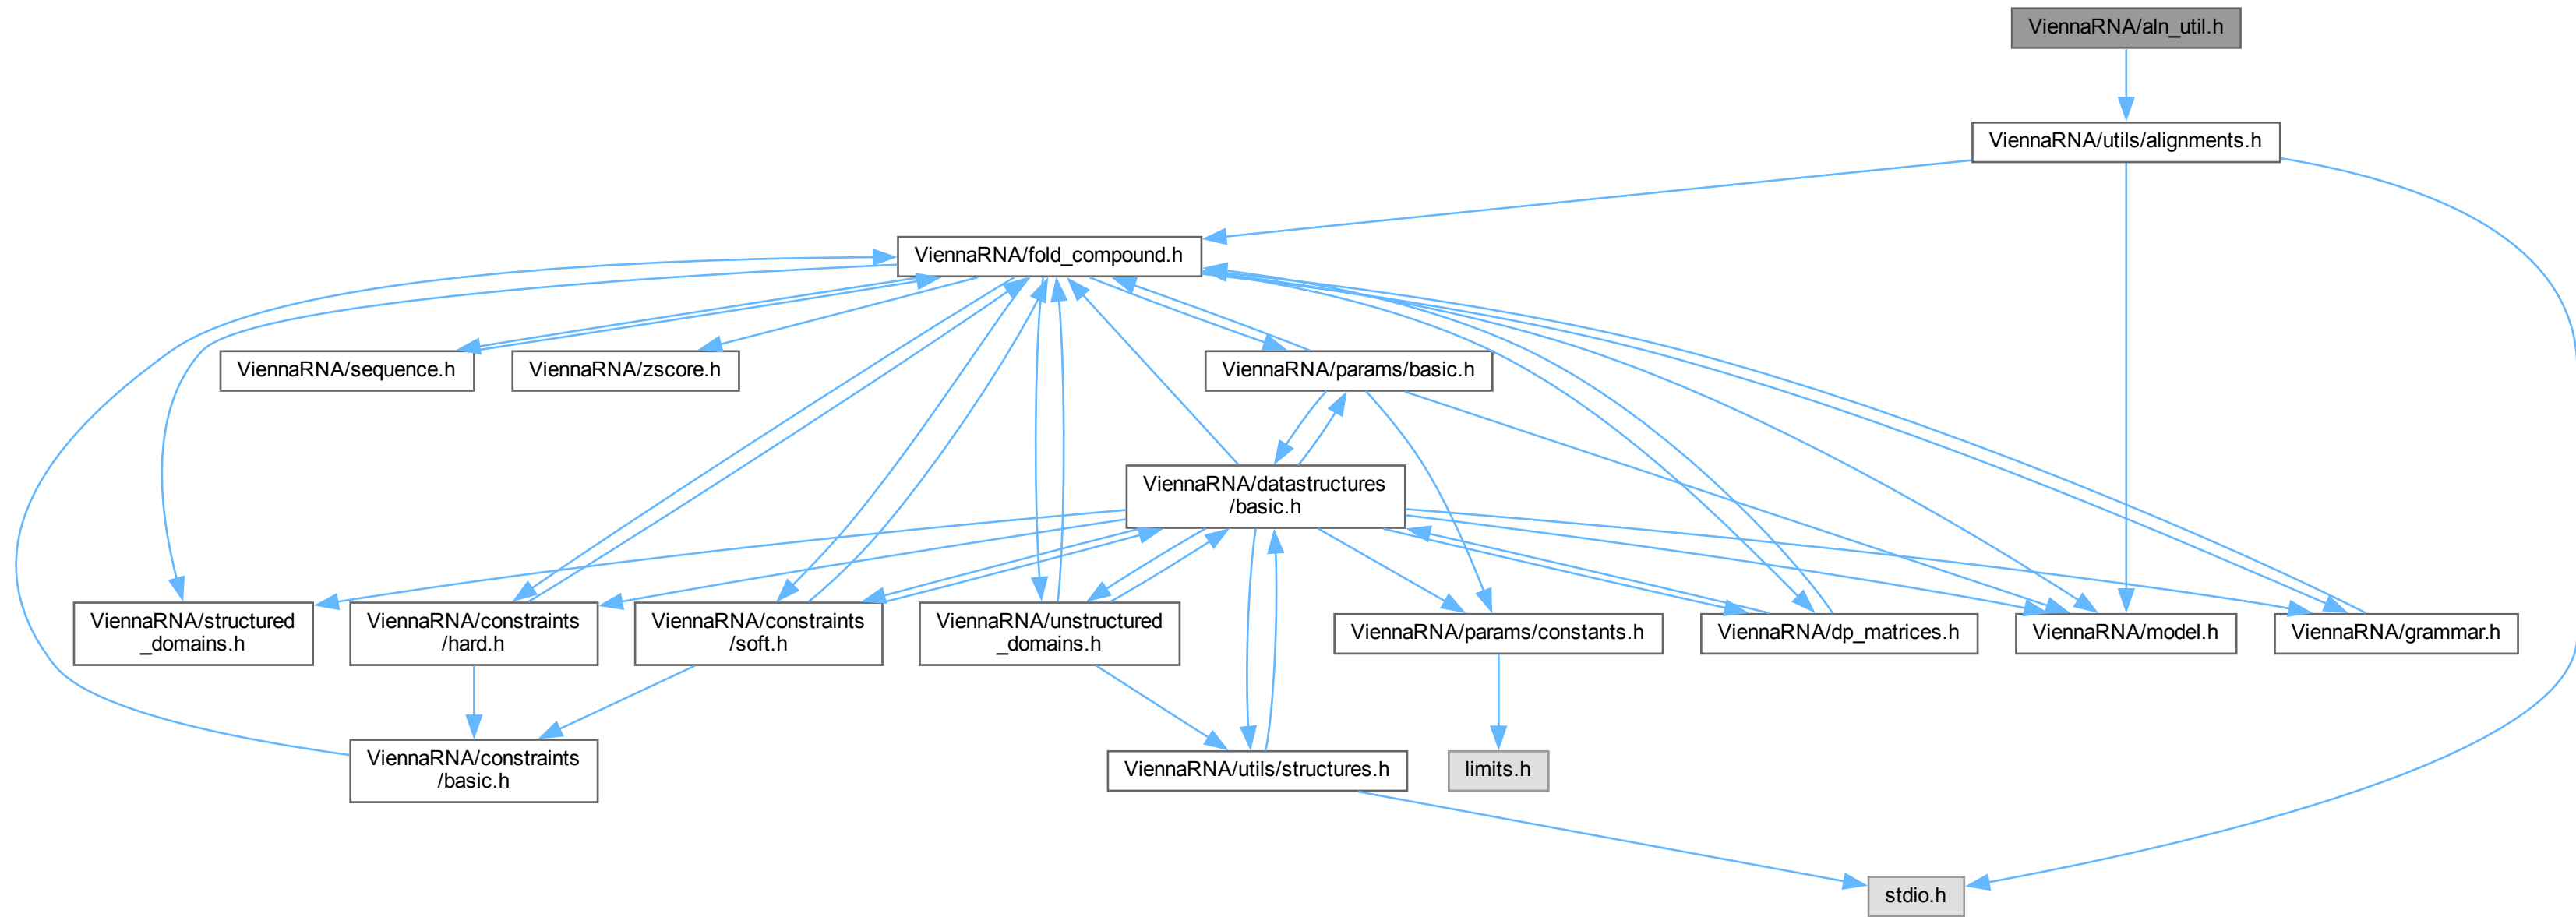 ViennaRNA/aln_util.h
ViennaRNA/utils/alignments.h
ViennaRNA/fold_compound.h
ViennaRNA/sequence.h
ViennaRNA/zscore.h
ViennaRNA/params/basic.h
ViennaRNA/datastructures
/basic.h
ViennaRNA/structured
_domains.h
ViennaRNA/constraints
/hard.h
ViennaRNA/constraints
/soft.h
ViennaRNA/unstructured
_domains.h
ViennaRNA/params/constants.h
ViennaRNA/dp_matrices.h
ViennaRNA/model.h
ViennaRNA/grammar.h
ViennaRNA/constraints
/basic.h
ViennaRNA/utils/structures.h
limits.h
stdio.h